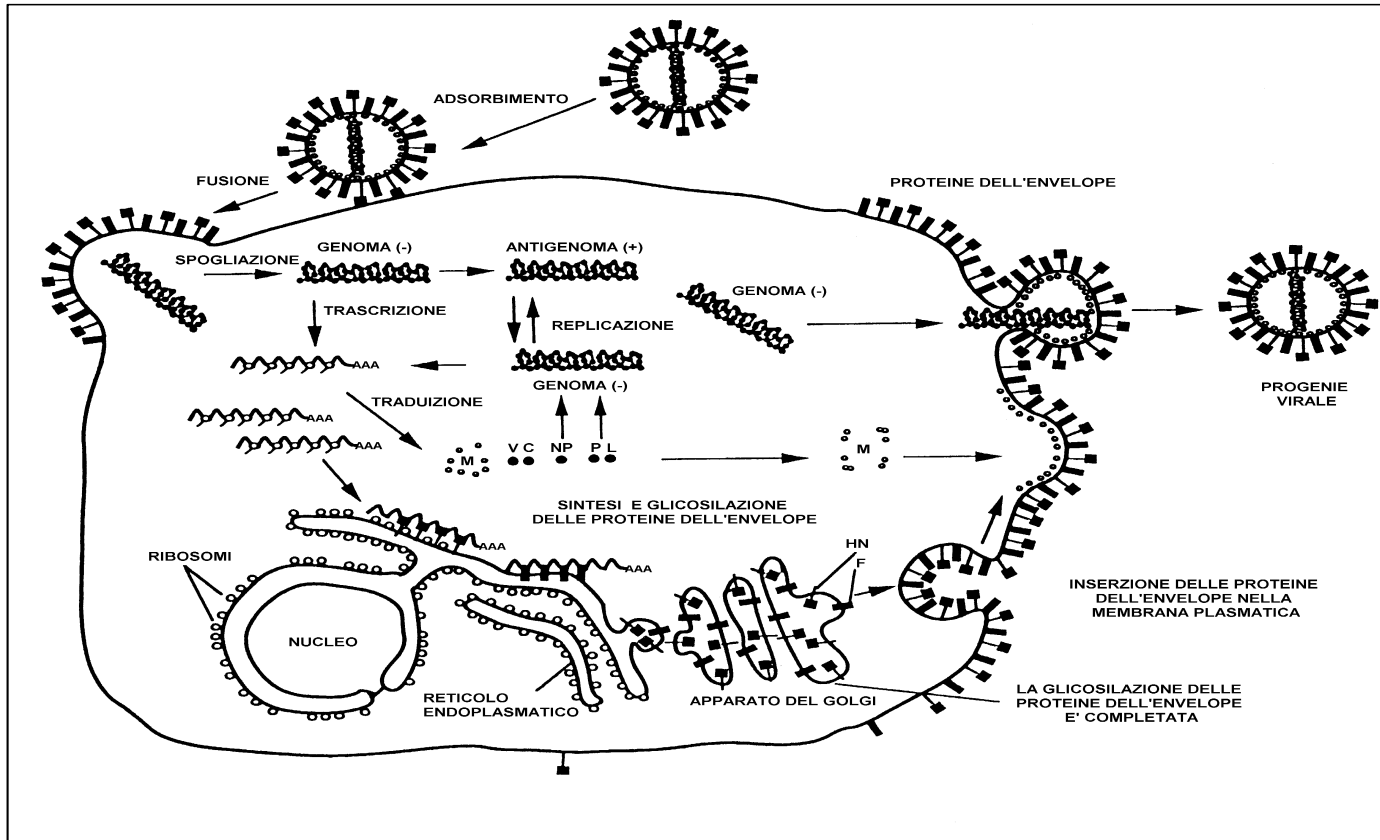 ADSORBIMENTO
FUSIONE
PROTEINE DELL'ENVELOPE
SPOGLIAZIONE
GENOMA (-)
ANTIGENOMA (+)
GENOMA (-)
TRASCRIZIONE
REPLICAZIONE
AAA
GENOMA (-)
PROGENIE
VIRALE
TRADUIZIONE
AAA
AAA
M
V C
NP
P L
M
SINTESI E GLICOSILAZIONE
DELLE PROTEINE DELL'ENVELOPE
AAA
AAA
RIBOSOMI
HN
F
INSERZIONE DELLE PROTEINE
DELL'ENVELOPE NELLA
MEMBRANA PLASMATICA
NUCLEO
RETICOLO
ENDOPLASMATICO
APPARATO DEL GOLGI
LA GLICOSILAZIONE DELLE
PROTEINE DELL'ENVELOPE
E' COMPLETATA